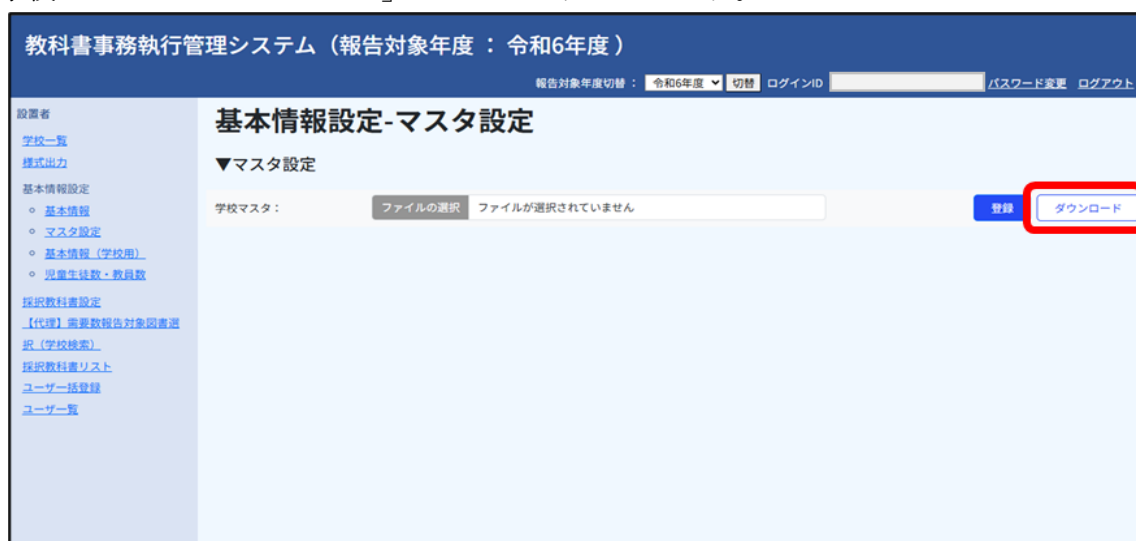 教科書事務執行管理システム（報告対象年度 ： 令和6年度 ）
報告対象年度切替 ： 令和6年度 切替 ログインID パスワード変更 ログアウト
設置者
学校一覧
様式出力
基本情報設定
基本情報
マスタ設定
基本情報（学校用）
児童生徒数・教員数
採択教科書設定
【代理】需要数報告対象図書選
択（学校検索）
採択教科書リスト
ユーザ一括登録
ユーザ一覧
基本情報設定-マスタ設定
▼マスタ設定
学校マスタ： ファイルの選択 ファイルが選択されていません 登録 ダウンロード